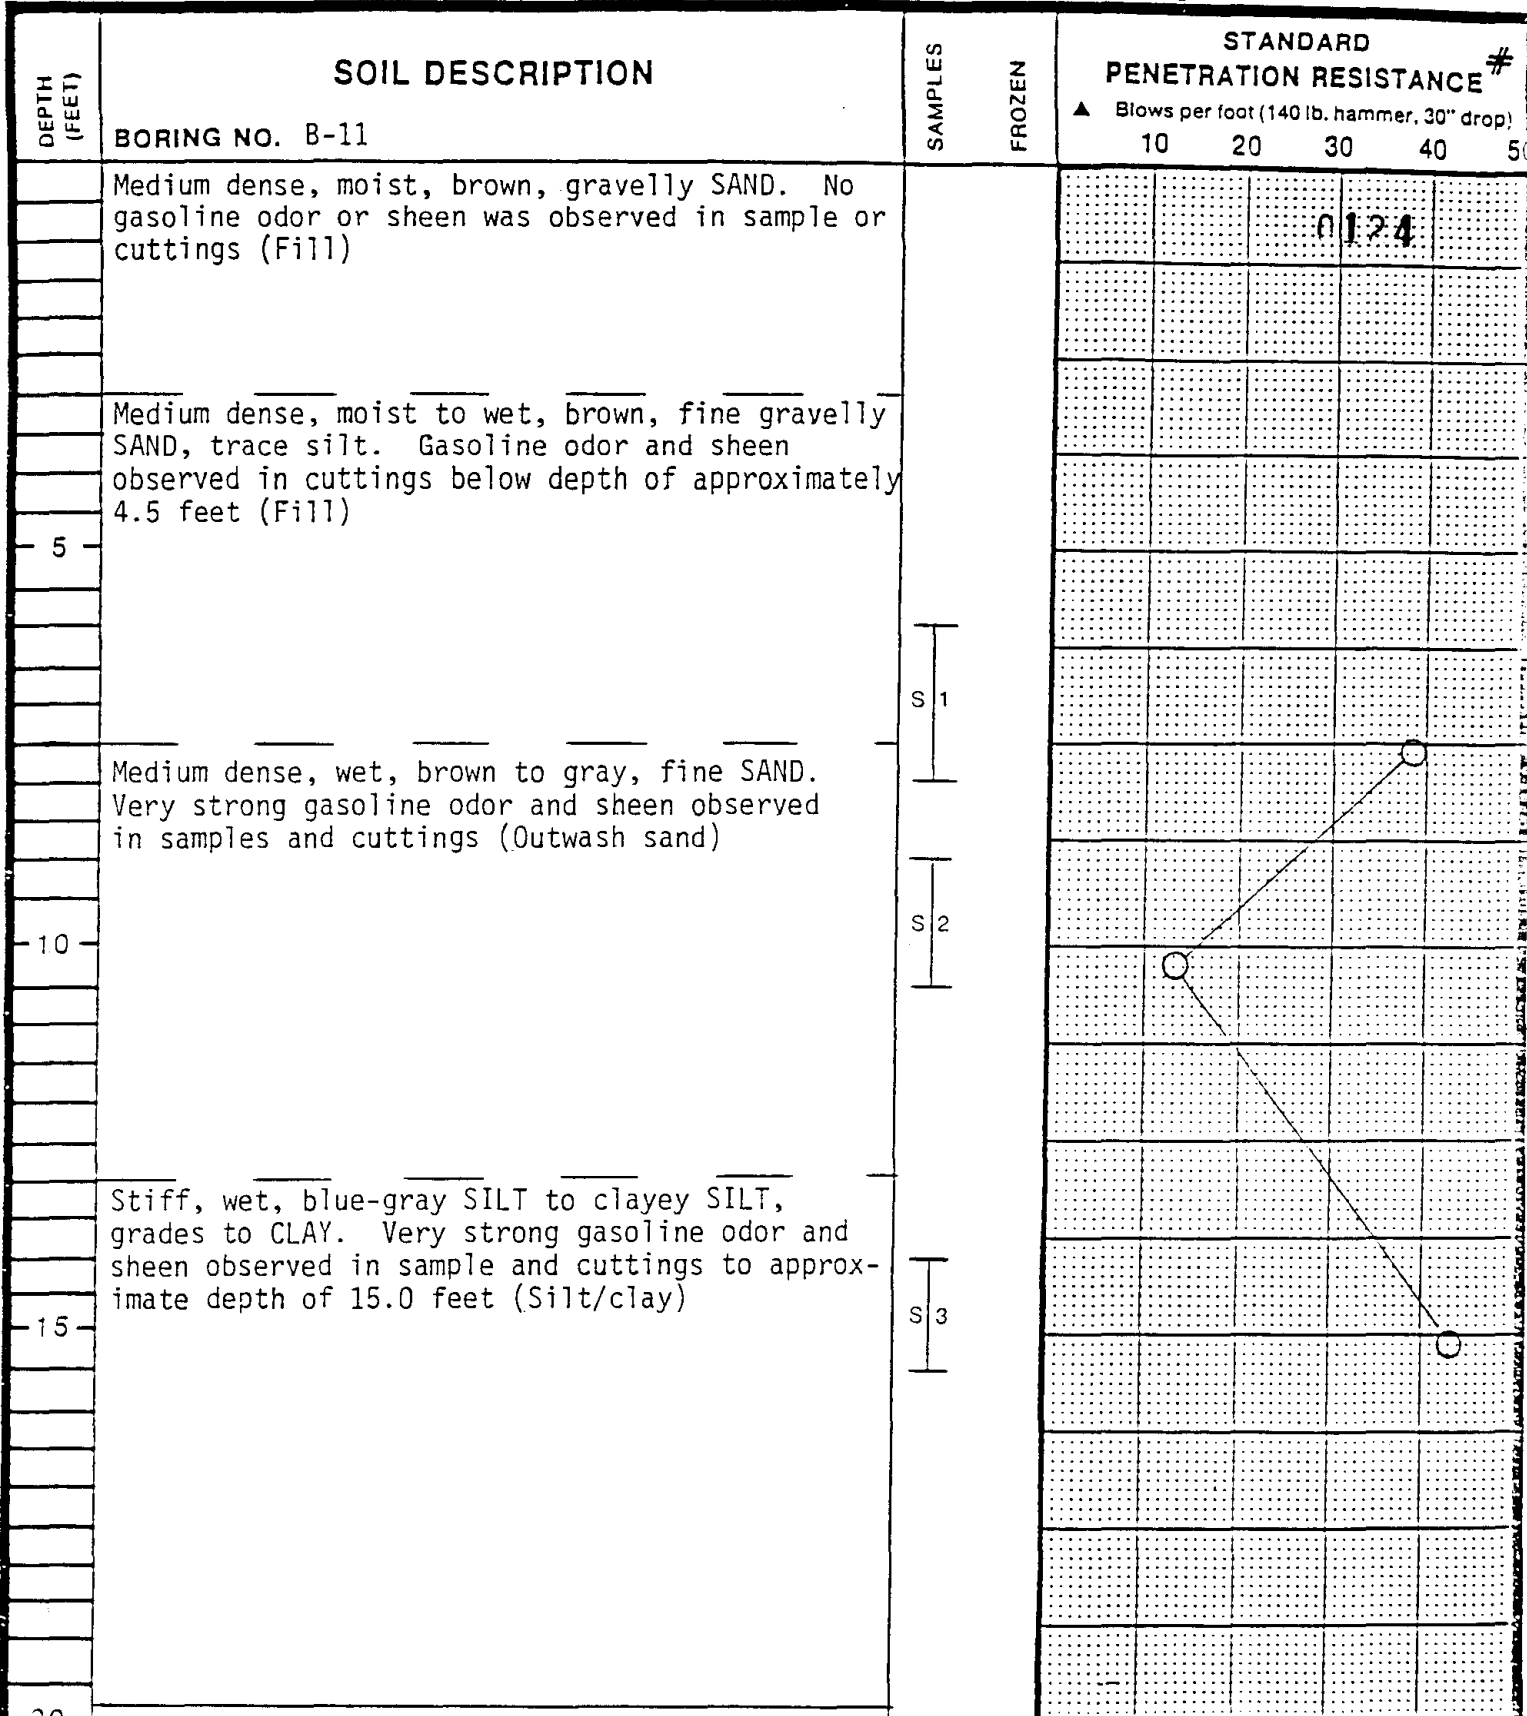 DEPTH (FEET)
SOIL DESCRIPTION
BORING NO. B-11
SAMPLES
FROZEN
STANDARD
PENETRATION RESISTANCE #
▲ Blows per foot (140 lb. hammer, 30" drop)
10 20 30 40
0124
Medium dense, moist, brown, gravelly SAND. No
gasoline odor or sheen was observed in sample or
cuttings (Fill)
Medium dense, moist to wet, brown, fine gravelly
SAND, trace silt. Gasoline odor and sheen
observed in cuttings below depth of approximately
4.5 feet (Fill)
5
S 1
Medium dense, wet, brown to gray, fine SAND.
Very strong gasoline odor and sheen observed
in samples and cuttings (Outwash sand)
S 2
10
Stiff, wet, blue-gray SILT to clayey SILT,
grades to CLAY. Very strong gasoline odor and
sheen observed in sample and cuttings to approx-
imate depth of 15.0 feet (Silt/clay)
S 3
15